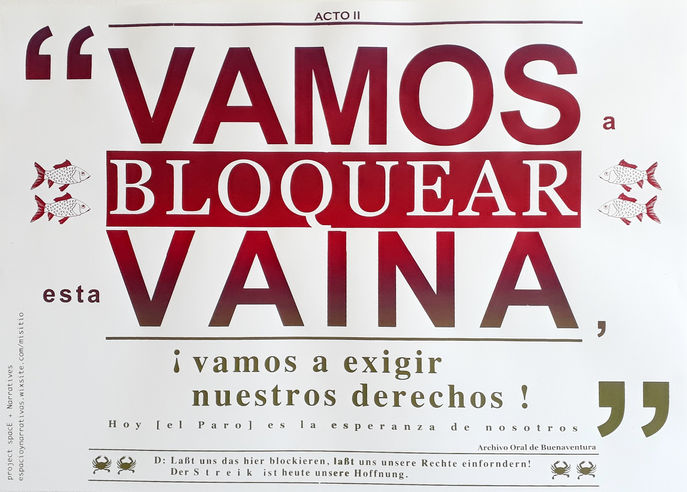 ACTO II
“VAMOS a
BLOQUEAR
esta VAINA,
¡vamos a exigir
nuestros derechos!”
Hoy [el Paro] es la esperanza de nosotros
Archivo Oral de Buenaventura
D: Laßt uns das hier blockieren, laßt uns unsere Rechte einforndern!
Der Streik ist heute unsere Hoffnung.
project spacE + Narratives
espacioynarrativas.wixsite.com/misitio